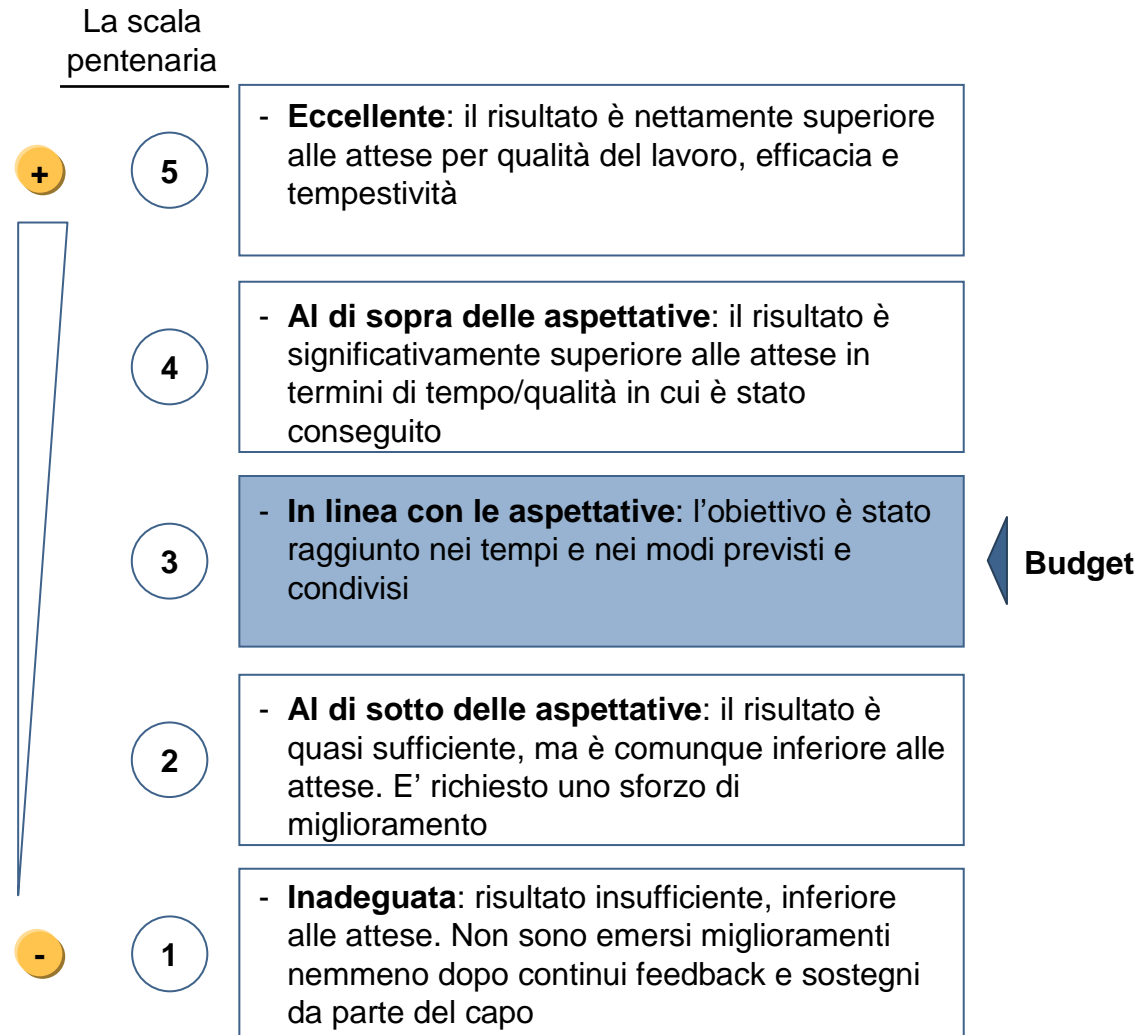 La scala
pentenaria
+
5
- Eccellente: il risultato è nettamente superiore
alle attese per qualità del lavoro, efficacia e
tempestività
4
- Al di sopra delle aspettative: il risultato è
significativamente superiore alle attese in
termini di tempo/qualità in cui è stato
conseguito
3
- In linea con le aspettative: l’obiettivo è stato
raggiunto nei tempi e nei modi previsti e
condivisi
Budget
2
- Al di sotto delle aspettative: il risultato è
quasi sufficiente, ma è comunque inferiore alle
attese. E’ richiesto uno sforzo di
miglioramento
-
1
- Inadeguata: risultato insufficiente, inferiore
alle attese. Non sono emersi miglioramenti
nemmeno dopo continui feedback e sostegni
da parte del capo